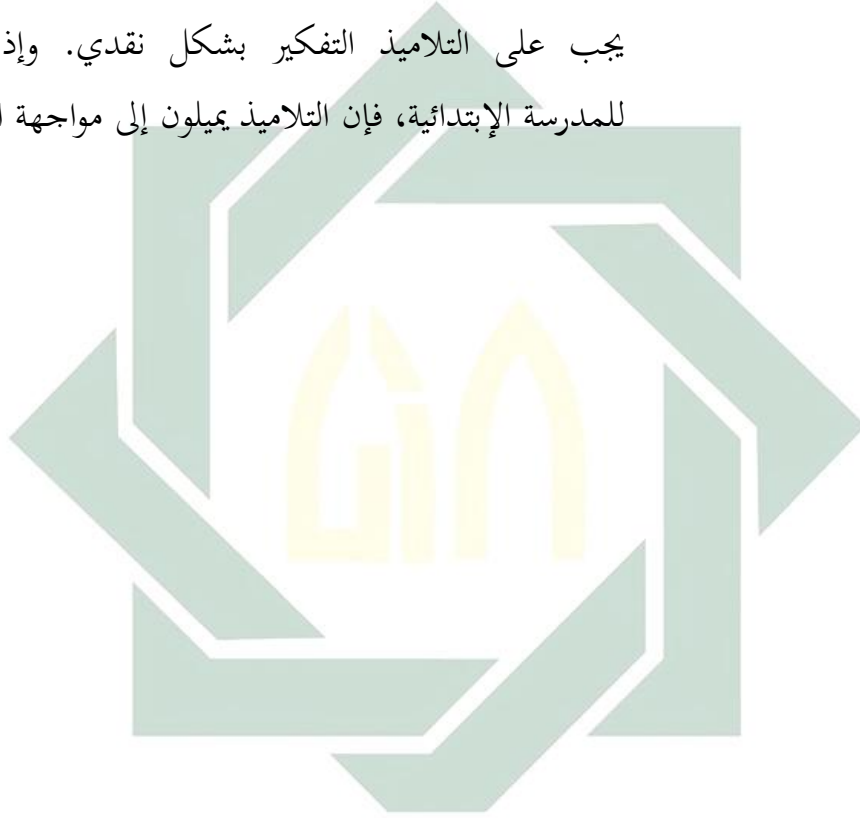 يجب على التلاميذ التفكير بشكل نقدي. وإذ
للمدرسة الإبتدائية، فإن التلاميذ يميلون إلى مواجهة ا